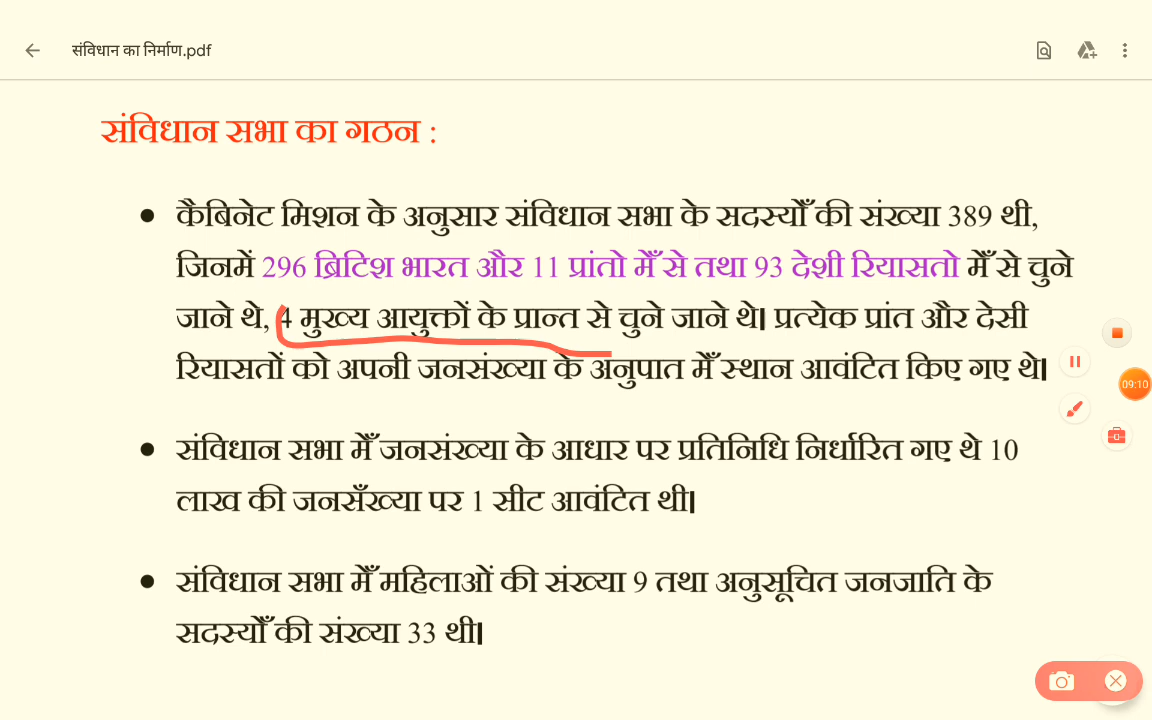 संविधान का निर्माण.pdf
संविधान सभा का गठन :
● कैबिनेट मिशन के अनुसार संविधान सभा के सदस्योँ की संख्या 389 थी,
जिनमें 296 ब्रिटिश भारत और 11 प्रांतो मेँ से तथा 93 देशी रियासतो मेँ से चुने
जाने थे, 4 मुख्य आयुक्तों के प्रान्त से चुने जाने थे| प्रत्येक प्रांत और देसी
रियासतों को अपनी जनसंख्या के अनुपात मेँ स्थान आवंटित किए गए थे|
● संविधान सभा मेँ जनसंख्या के आधार पर प्रतिनिधि निर्धारित गए थे 10
लाख की जनसँख्या पर 1 सीट आवंटित थी|
● संविधान सभा मेँ महिलाओं की संख्या 9 तथा अनुसूचित जनजाति के
सदस्योँ की संख्या 33 थी|
09:10